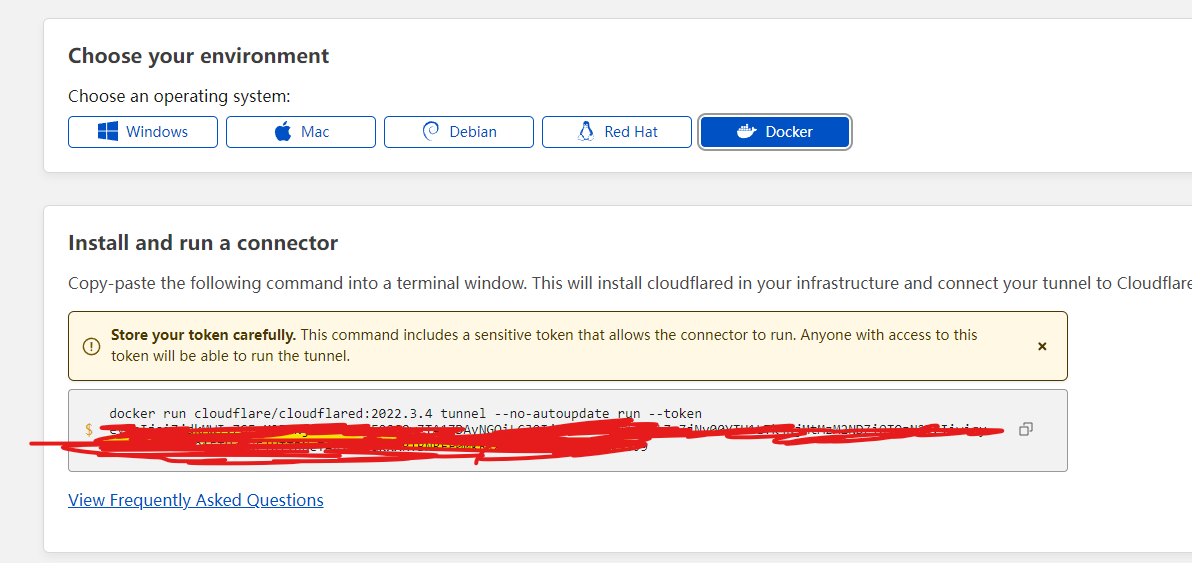 Choose your environment
Choose an operating system:
Windows
Mac
Debian
Red Hat
Docker
Install and run a connector
Copy-paste the following command into a terminal window. This will install cloudflared in your infrastructure and connect your tunnel to Cloudflare
Store your token carefully. This command includes a sensitive token that allows the connector to run. Anyone with access to this
token will be able to run the tunnel.
docker run cloudflare/cloudflared:2022.3.4 tunnel --no-autoupdate run --token
$
View Frequently Asked Questions